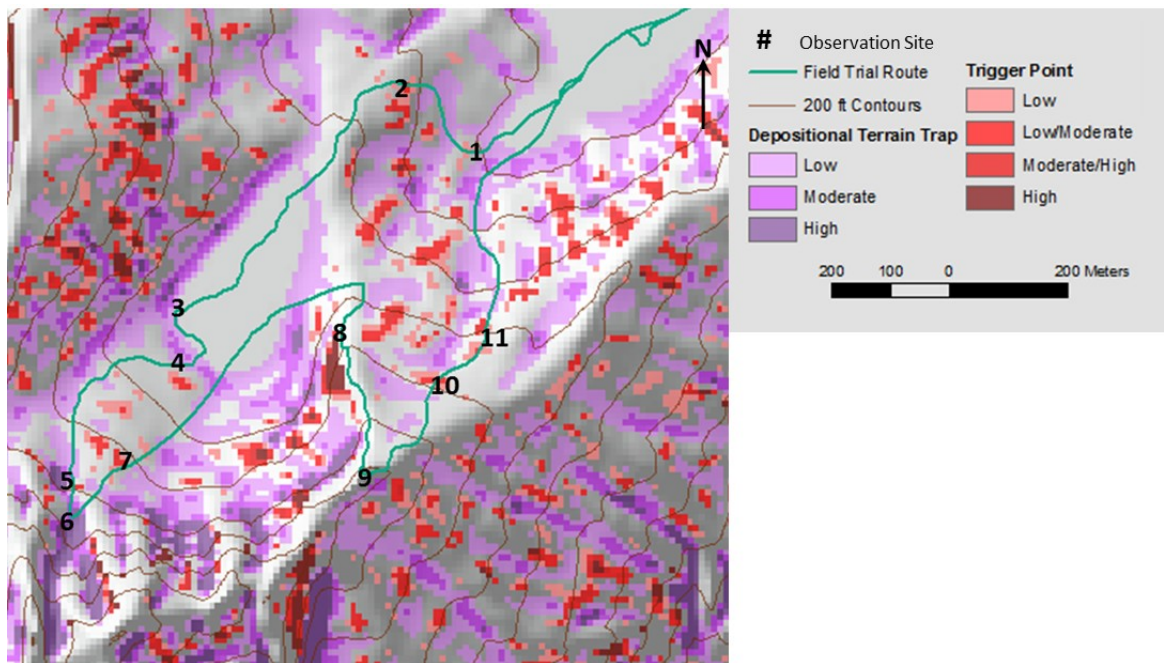 N
2
1
3
8
11
4
10
7
5
9
6
# Observation Site
Field Trial Route
200 ft Contours
Depositional Terrain Trap
Low
Moderate
High
Trigger Point
Low
Low/Moderate
Moderate/High
High
200 100 0 200 Meters